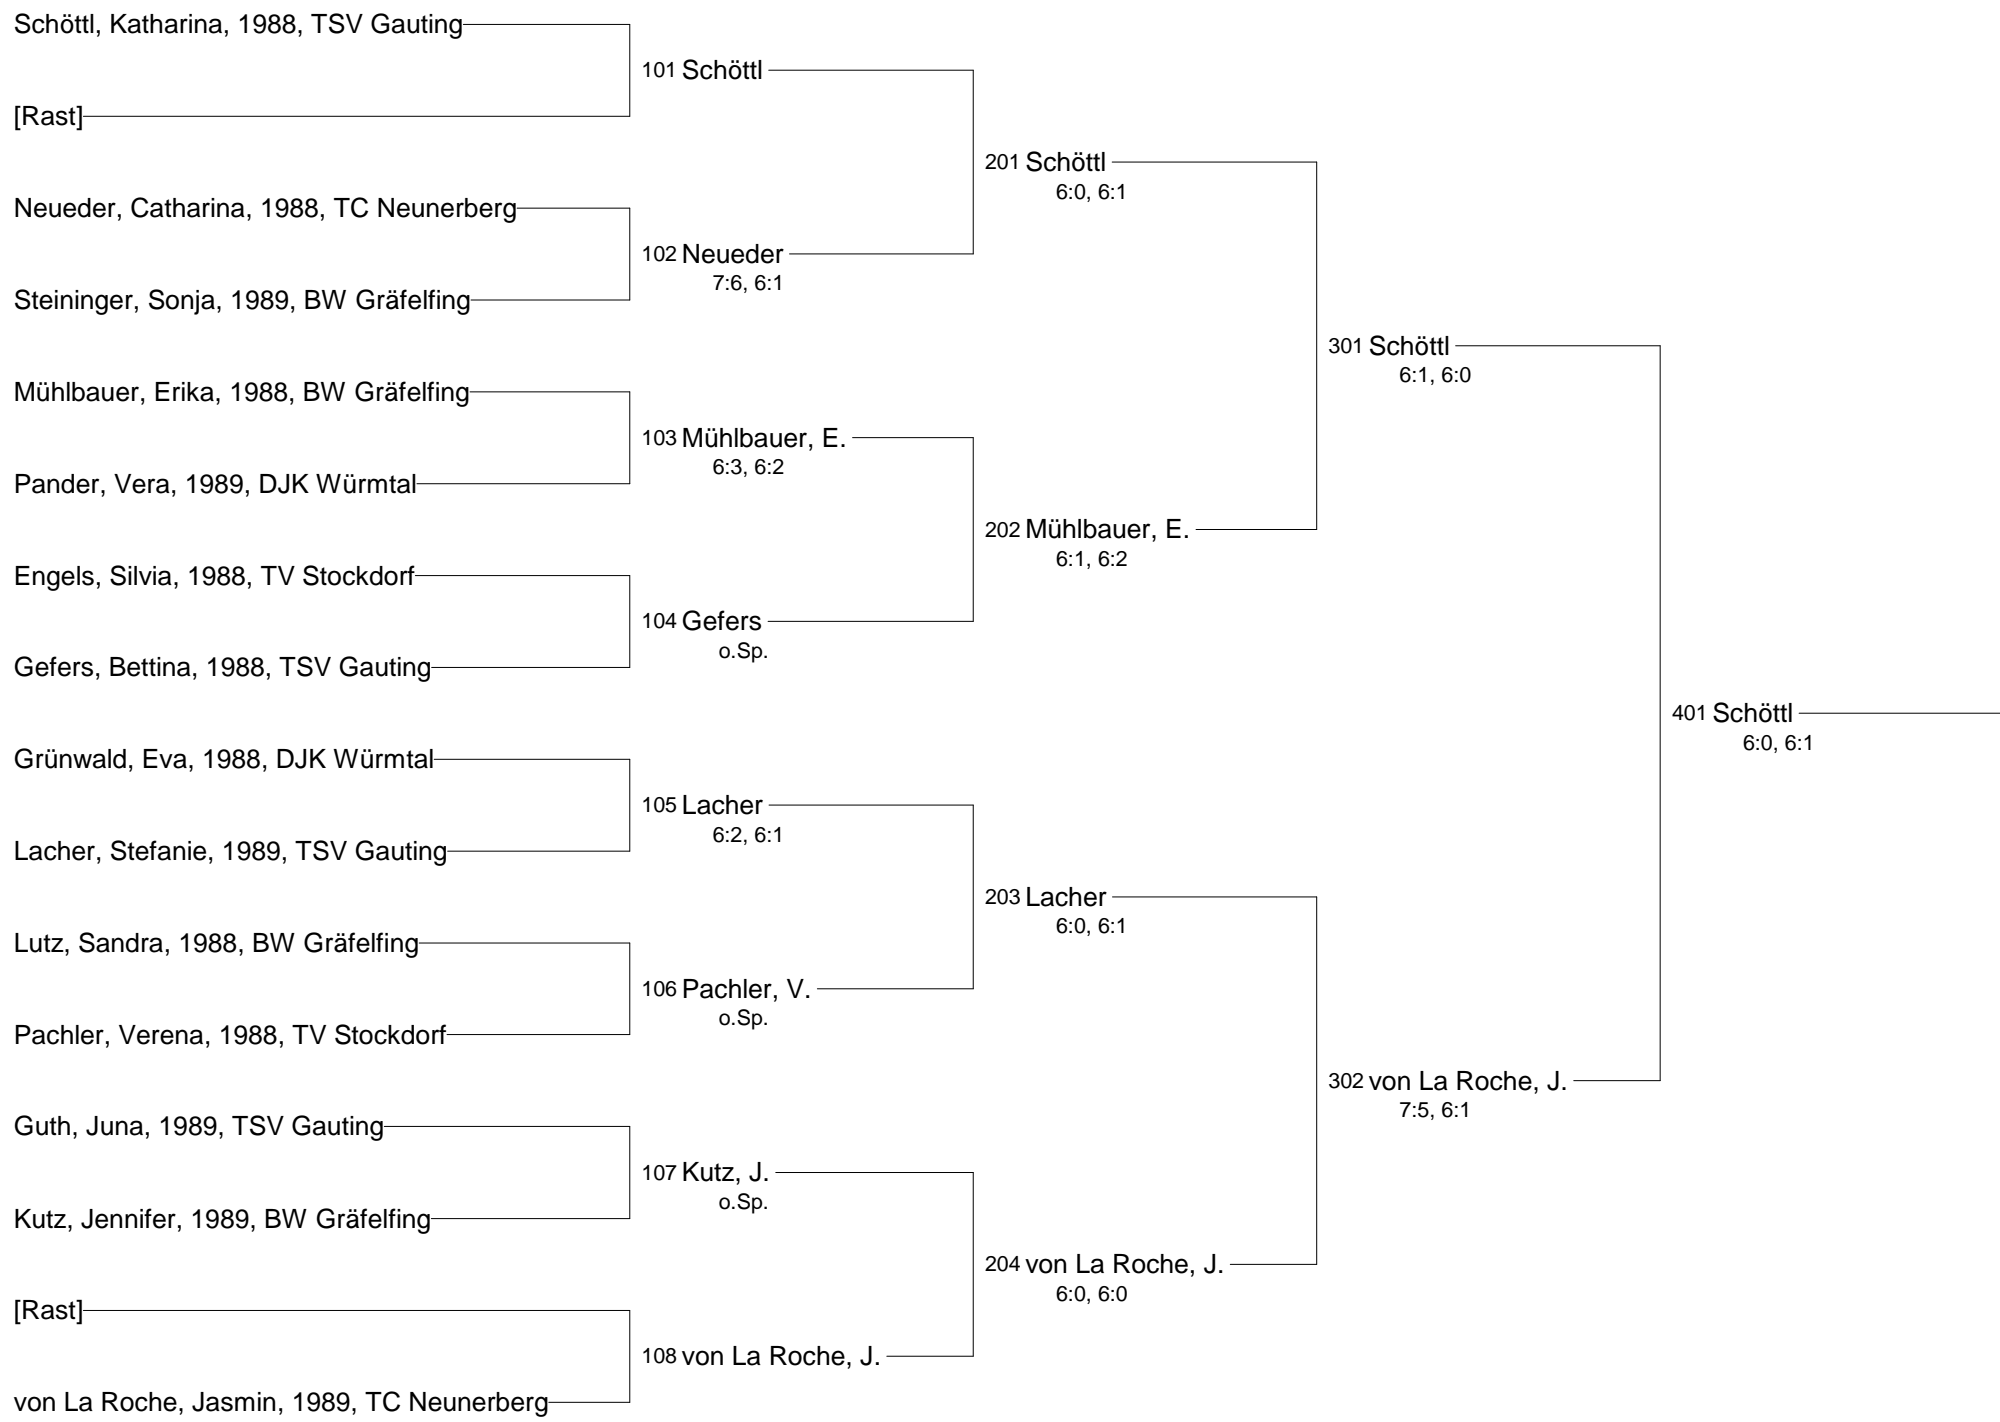 Schöttl, Katharina, 1988, TSV Gauting
[Rast]
Neueder, Catharina, 1988, TC Neunerberg
Steininger, Sonja, 1989, BW Gräfelfing
Mühlbauer, Erika, 1988, BW Gräfelfing
Pander, Vera, 1989, DJK Würmtal
Engels, Silvia, 1988, TV Stockdorf
Gefers, Bettina, 1988, TSV Gauting
Grünwald, Eva, 1988, DJK Würmtal
Lacher, Stefanie, 1989, TSV Gauting
Lutz, Sandra, 1988, BW Gräfelfing
Pachler, Verena, 1988, TV Stockdorf
Guth, Juna, 1989, TSV Gauting
Kutz, Jennifer, 1989, BW Gräfelfing
[Rast]
von La Roche, Jasmin, 1989, TC Neunerberg
101 Schöttl
102 Neueder
7:6, 6:1
103 Mühlbauer, E.
6:3, 6:2
104 Gefers
o.Sp.
105 Lacher
6:2, 6:1
106 Pachler, V.
o.Sp.
107 Kutz, J.
o.Sp.
108 von La Roche, J.
201 Schöttl
6:0, 6:1
202 Mühlbauer, E.
6:1, 6:2
203 Lacher
6:0, 6:1
204 von La Roche, J.
6:0, 6:0
301 Schöttl
6:1, 6:0
302 von La Roche, J.
7:5, 6:1
401 Schöttl
6:0, 6:1